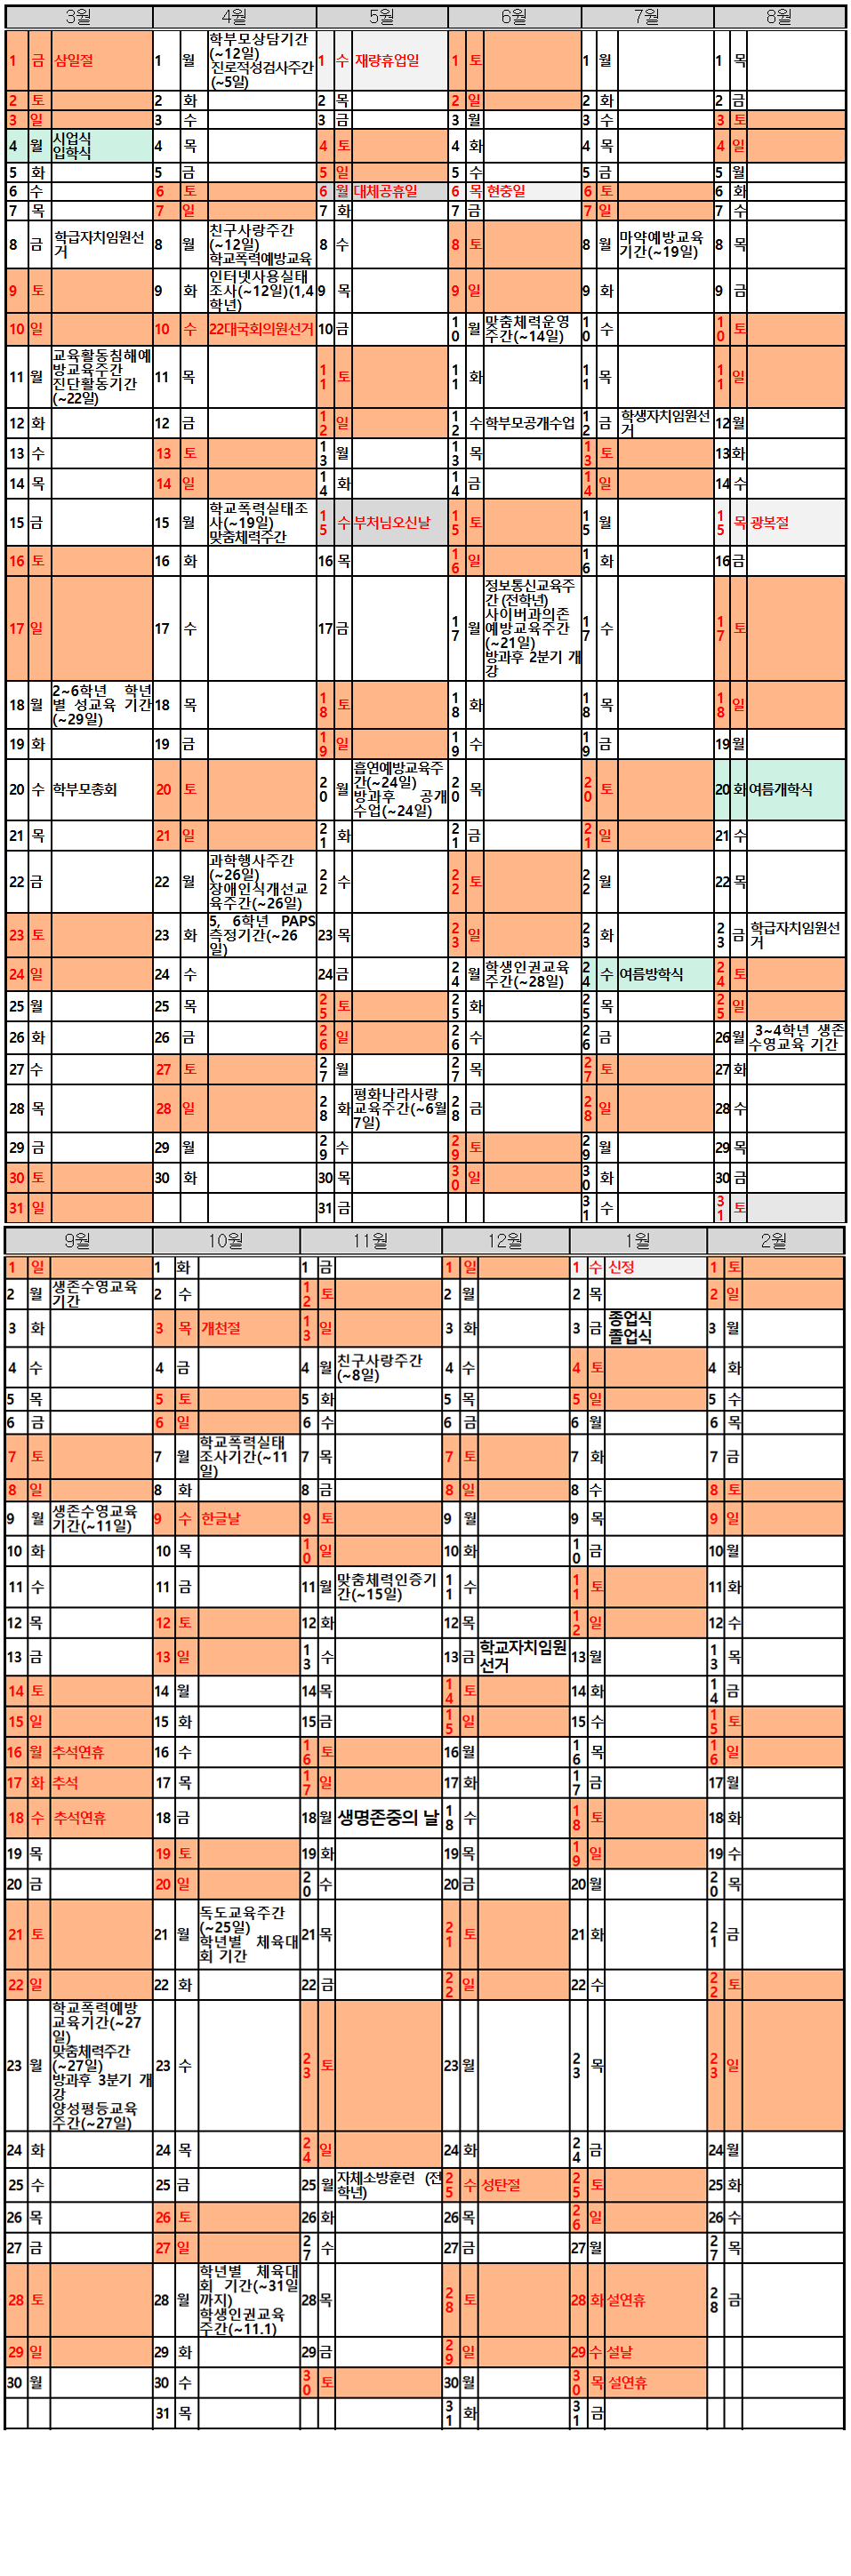 3월 4월 5월 6월 7월 8월
1 금 삼일절 1 월 학부모상담기간(~12일) 진로적성검사주간(~5일) 1 수 재량휴업일 1 토 1 월 1 목
2 토 2 화 2 목 2 일 2 화 2 금
3 일 3 수 3 금 3 월 3 수 3 토
4 월 시업식 입학식 4 목 4 토 4 화 4 목 4 일
5 화 5 금 5 일 5 수 5 금 5 월
6 수 6 토 6 월 대체공휴일 6 목 현충일 6 토 6 화
7 목 7 일 7 화 7 금 7 일 7 수
8 금 학급자치임원선거 8 월 친구사랑주간(~12일) 학교폭력예방교육 8 수 8 토 8 월 마약예방교육기간(~19일) 8 목
9 토 9 화 인터넷사용실태조사(~12일)(1,4학년) 9 목 9 일 9 화 9 금
10 일 10 수 22대국회의원선거 10 금 10 월 맞춤체력운영주간(~14일) 10 수 10 토
11 월 교육활동침해예방교육주간 진단활동기간(~22일) 11 목 11 토 11 화 11 목 11 일
12 화 12 금 12 일 12 수 학부모공개수업 12 금 학생자치임원선거 12 월
13 수 13 토 13 월 13 목 13 토 13 화
14 목 14 일 14 화 14 금 14 일 14 수
15 금 15 월 학교폭력실태조사(~19일) 맞춤체력주간 15 수 부처님오신날 15 토 15 월 15 목 광복절
16 토 16 화 16 목 16 일 16 화 16 금
17 일 17 수 17 금 17 월 정보통신교육주간 (전학년) 사이버과의존예방교육주간(~21일) 방과후 2분기 개강 17 수 17 토
18 월 2~6학년 학년별 성교육 기간(~29일) 18 목 18 토 18 화 18 목 18 일
19 화 19 금 19 일 19 수 19 금 19 월
20 수 학부모총회 20 토 20 월 흡연예방교육주간(~24일) 방과후 공개수업(~24일) 20 목 20 토 20 화 여름개학식
21 목 21 일 21 화 21 금 21 일 21 수
22 금 22 월 과학행사주간(~26일) 장애인식개선교육주간(~26일) 22 수 22 토 22 월 22 목
23 토 23 화 5, 6학년 PAPS 측정기간(~26일) 23 목 23 일 23 화 23 금 학급자치임원선거
24 일 24 수 24 금 24 월 학생인권교육주간(~28일) 24 수 여름방학식 24 토
25 월 25 목 25 토 25 화 25 목 25 일
26 화 26 금 26 일 26 수 26 금 26 월 3~4학년 생존수영교육 기간
27 수 27 토 27 월 27 목 27 토 27 화
28 목 28 일 28 화 평화나라사랑교육주간(~6월 7일) 28 금 28 일 28 수
29 금 29 월 29 수 29 토 29 월 29 목
30 토 30 화 30 목 30 일 30 화 30 금
31 일 31 금 31 수 31 토
9월 10월 11월 12월 1월 2월
1 일 1 화 1 금 1 일 1 수 신정 1 토
2 월 생존수영교육 기간 2 수 12 토 2 월 2 목 2 일
3 화 3 목 개천절 13 일 3 화 3 금 종업식 졸업식 3 월
4 수 4 금 4 월 친구사랑주간(~8일) 4 수 4 토 4 화
5 목 5 토 5 화 5 목 5 일 5 수
6 금 6 일 6 수 6 금 6 월 6 목
7 토 7 월 학교폭력실태조사기간(~11일) 7 목 7 토 7 화 7 금
8 일 8 화 8 금 8 일 8 수 8 토
9 월 생존수영교육 기간(~11일) 9 수 한글날 9 토 9 월 9 목 9 일
10 화 10 목 10 일 10 화 10 금 10 월
11 수 11 금 11 월 맞춤체력인증기간(~15일) 11 수 11 토 11 화
12 목 12 토 12 화 12 목 12 일 12 수
13 금 13 일 13 수 13 금 학교자치임원선거 13 월 13 목
14 토 14 월 14 목 14 토 14 화 14 금
15 일 15 화 15 금 15 일 15 수 15 토
16 월 추석연휴 16 수 16 토 16 월 16 목 16 일
17 화 추석 17 목 17 일 17 화 17 금 17 월
18 수 추석연휴 18 금 18 월 생명존중의 날 18 수 18 토 18 화
19 목 19 토 19 화 19 목 19 일 19 수
20 금 20 일 20 수 20 금 20 월 20 목
21 토 21 월 독도교육주간(~25일) 학년별 체육대회 기간 21 목 21 토 21 화 21 금
22 일 22 화 22 금 22 일 22 수 22 토
23 월 학교폭력예방교육기간(~27일) 맞춤체력주간(~27일) 방과후 3분기 개강 양성평등교육주간(~27일) 23 수 23 토 23 월 23 목 23 일
24 화 24 목 24 일 24 화 24 금 24 월
25 수 25 금 25 월 자체소방훈련 (전학년) 25 수 성탄절 25 토 25 화
26 목 26 토 26 화 26 목 26 일 26 수
27 금 27 일 27 수 27 금 27 월 27 목
28 토 28 월 학년별 체육대회 기간(~31일까지) 학생인권교육주간(~11.1) 28 목 28 토 28 화 설연휴 28 금
29 일 29 화 29 금 29 일 29 수 설날
30 월 30 수 30 토 30 월 30 목 설연휴
31 목 31 화 31 금